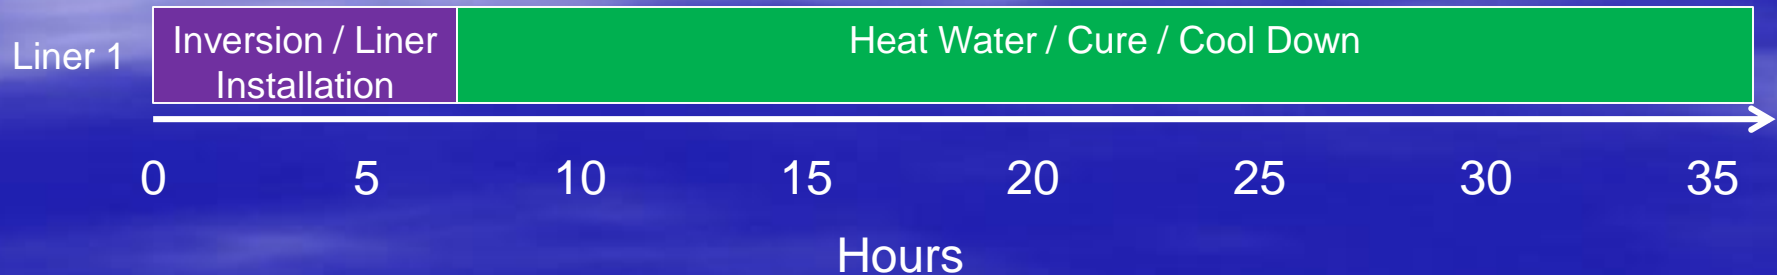 Liner 1
Inversion / Liner
Installation
Heat Water / Cure / Cool Down
0 5 10 15 20 25 30 35
Hours